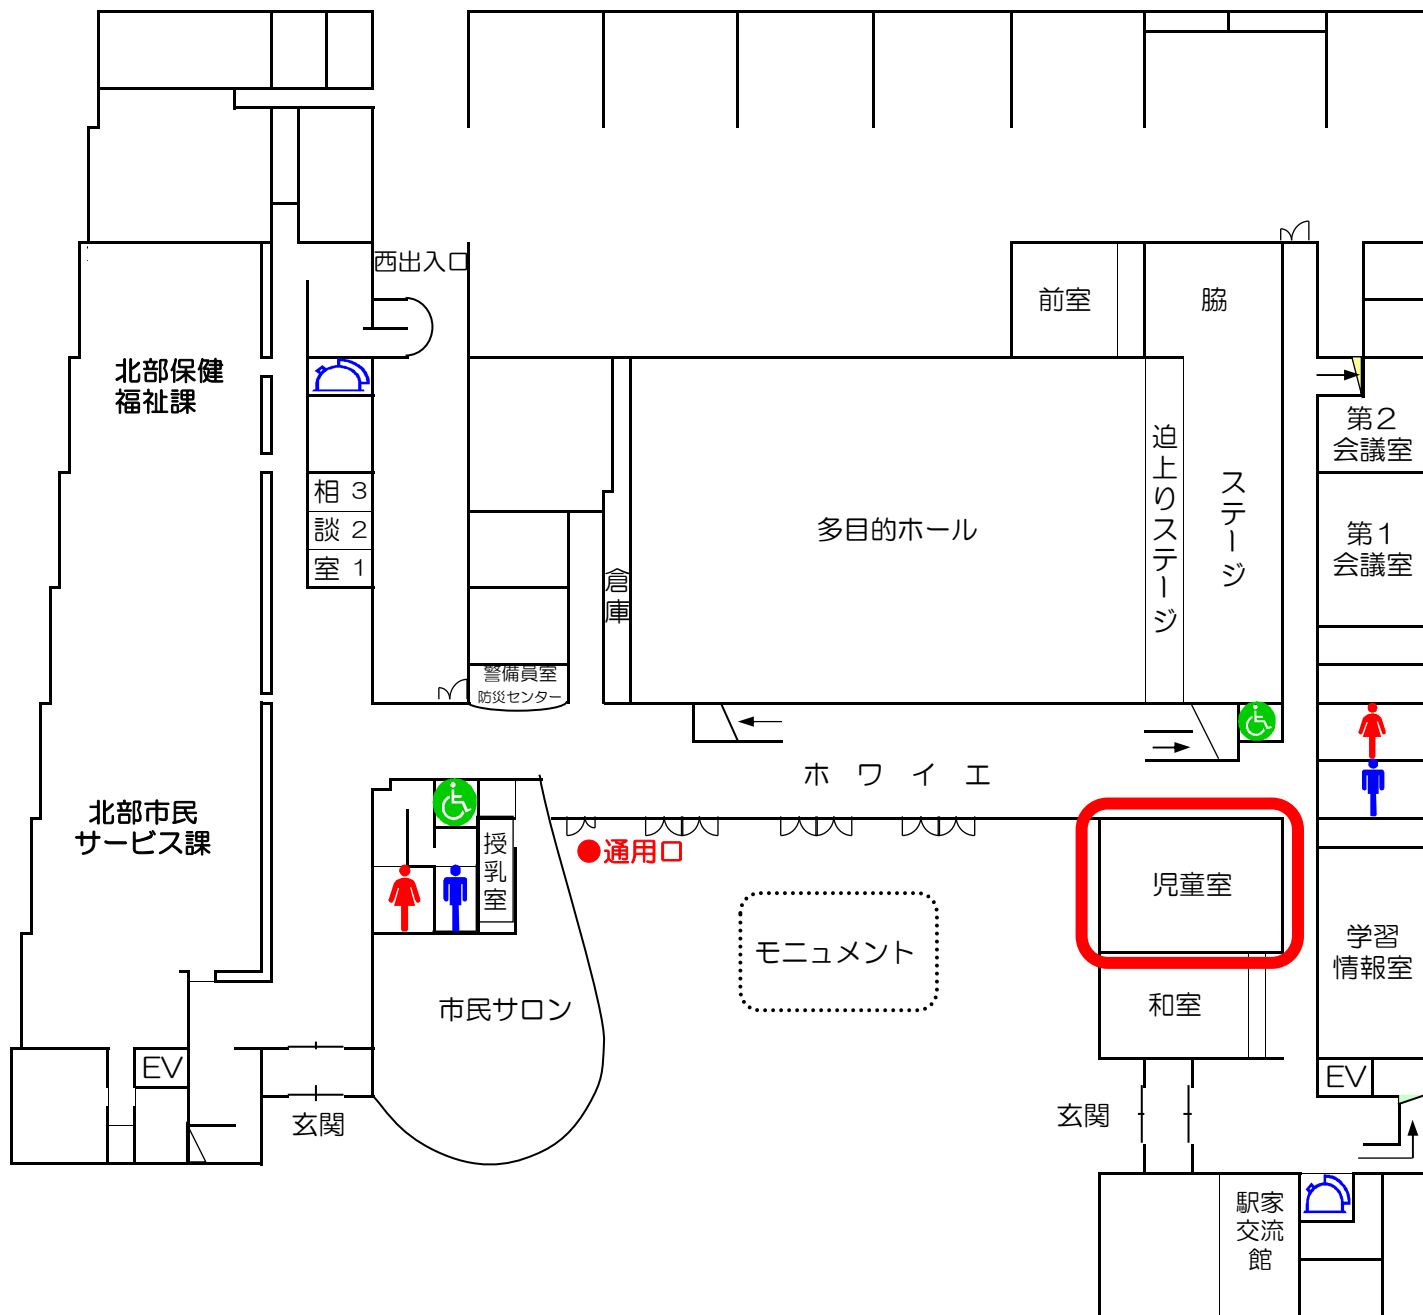 西出入口
前室
脇
北部保健
福祉課
第2
会議室
迫上りステージ
ステージ
相 3
談 2
室 1
多目的ホール
第1
会議室
倉庫
警備員室
防災センター
ホワイエ
北部市民
サービス課
授乳室
●通用口
児童室
モニュメント
学習
情報室
市民サロン
和室
EV
EV
玄関
玄関
駅家
交流
館